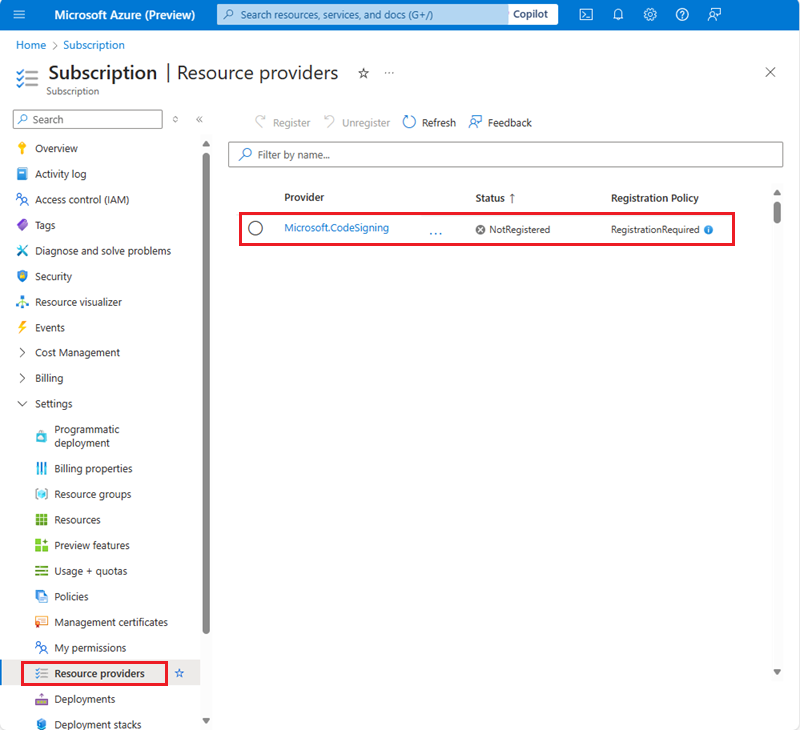 Microsoft Azure (Preview)
Search resources, services, and docs (G+/)
Copilot
Home > Subscription
Subscription | Resource providers
Subscription
Search
Register
Unregister
Refresh
Feedback
Filter by name...
Provider
Status ↑
Registration Policy
Microsoft.CodeSigning
...
NotRegistered
RegistrationRequired
Overview
Activity log
Access control (IAM)
Tags
Diagnose and solve problems
Security
Resource visualizer
Events
Cost Management
Billing
Settings
Programmatic
deployment
Billing properties
Resource groups
Resources
Preview features
Usage + quotas
Policies
Management certificates
My permissions
Resource providers
Deployments
Deployment stacks